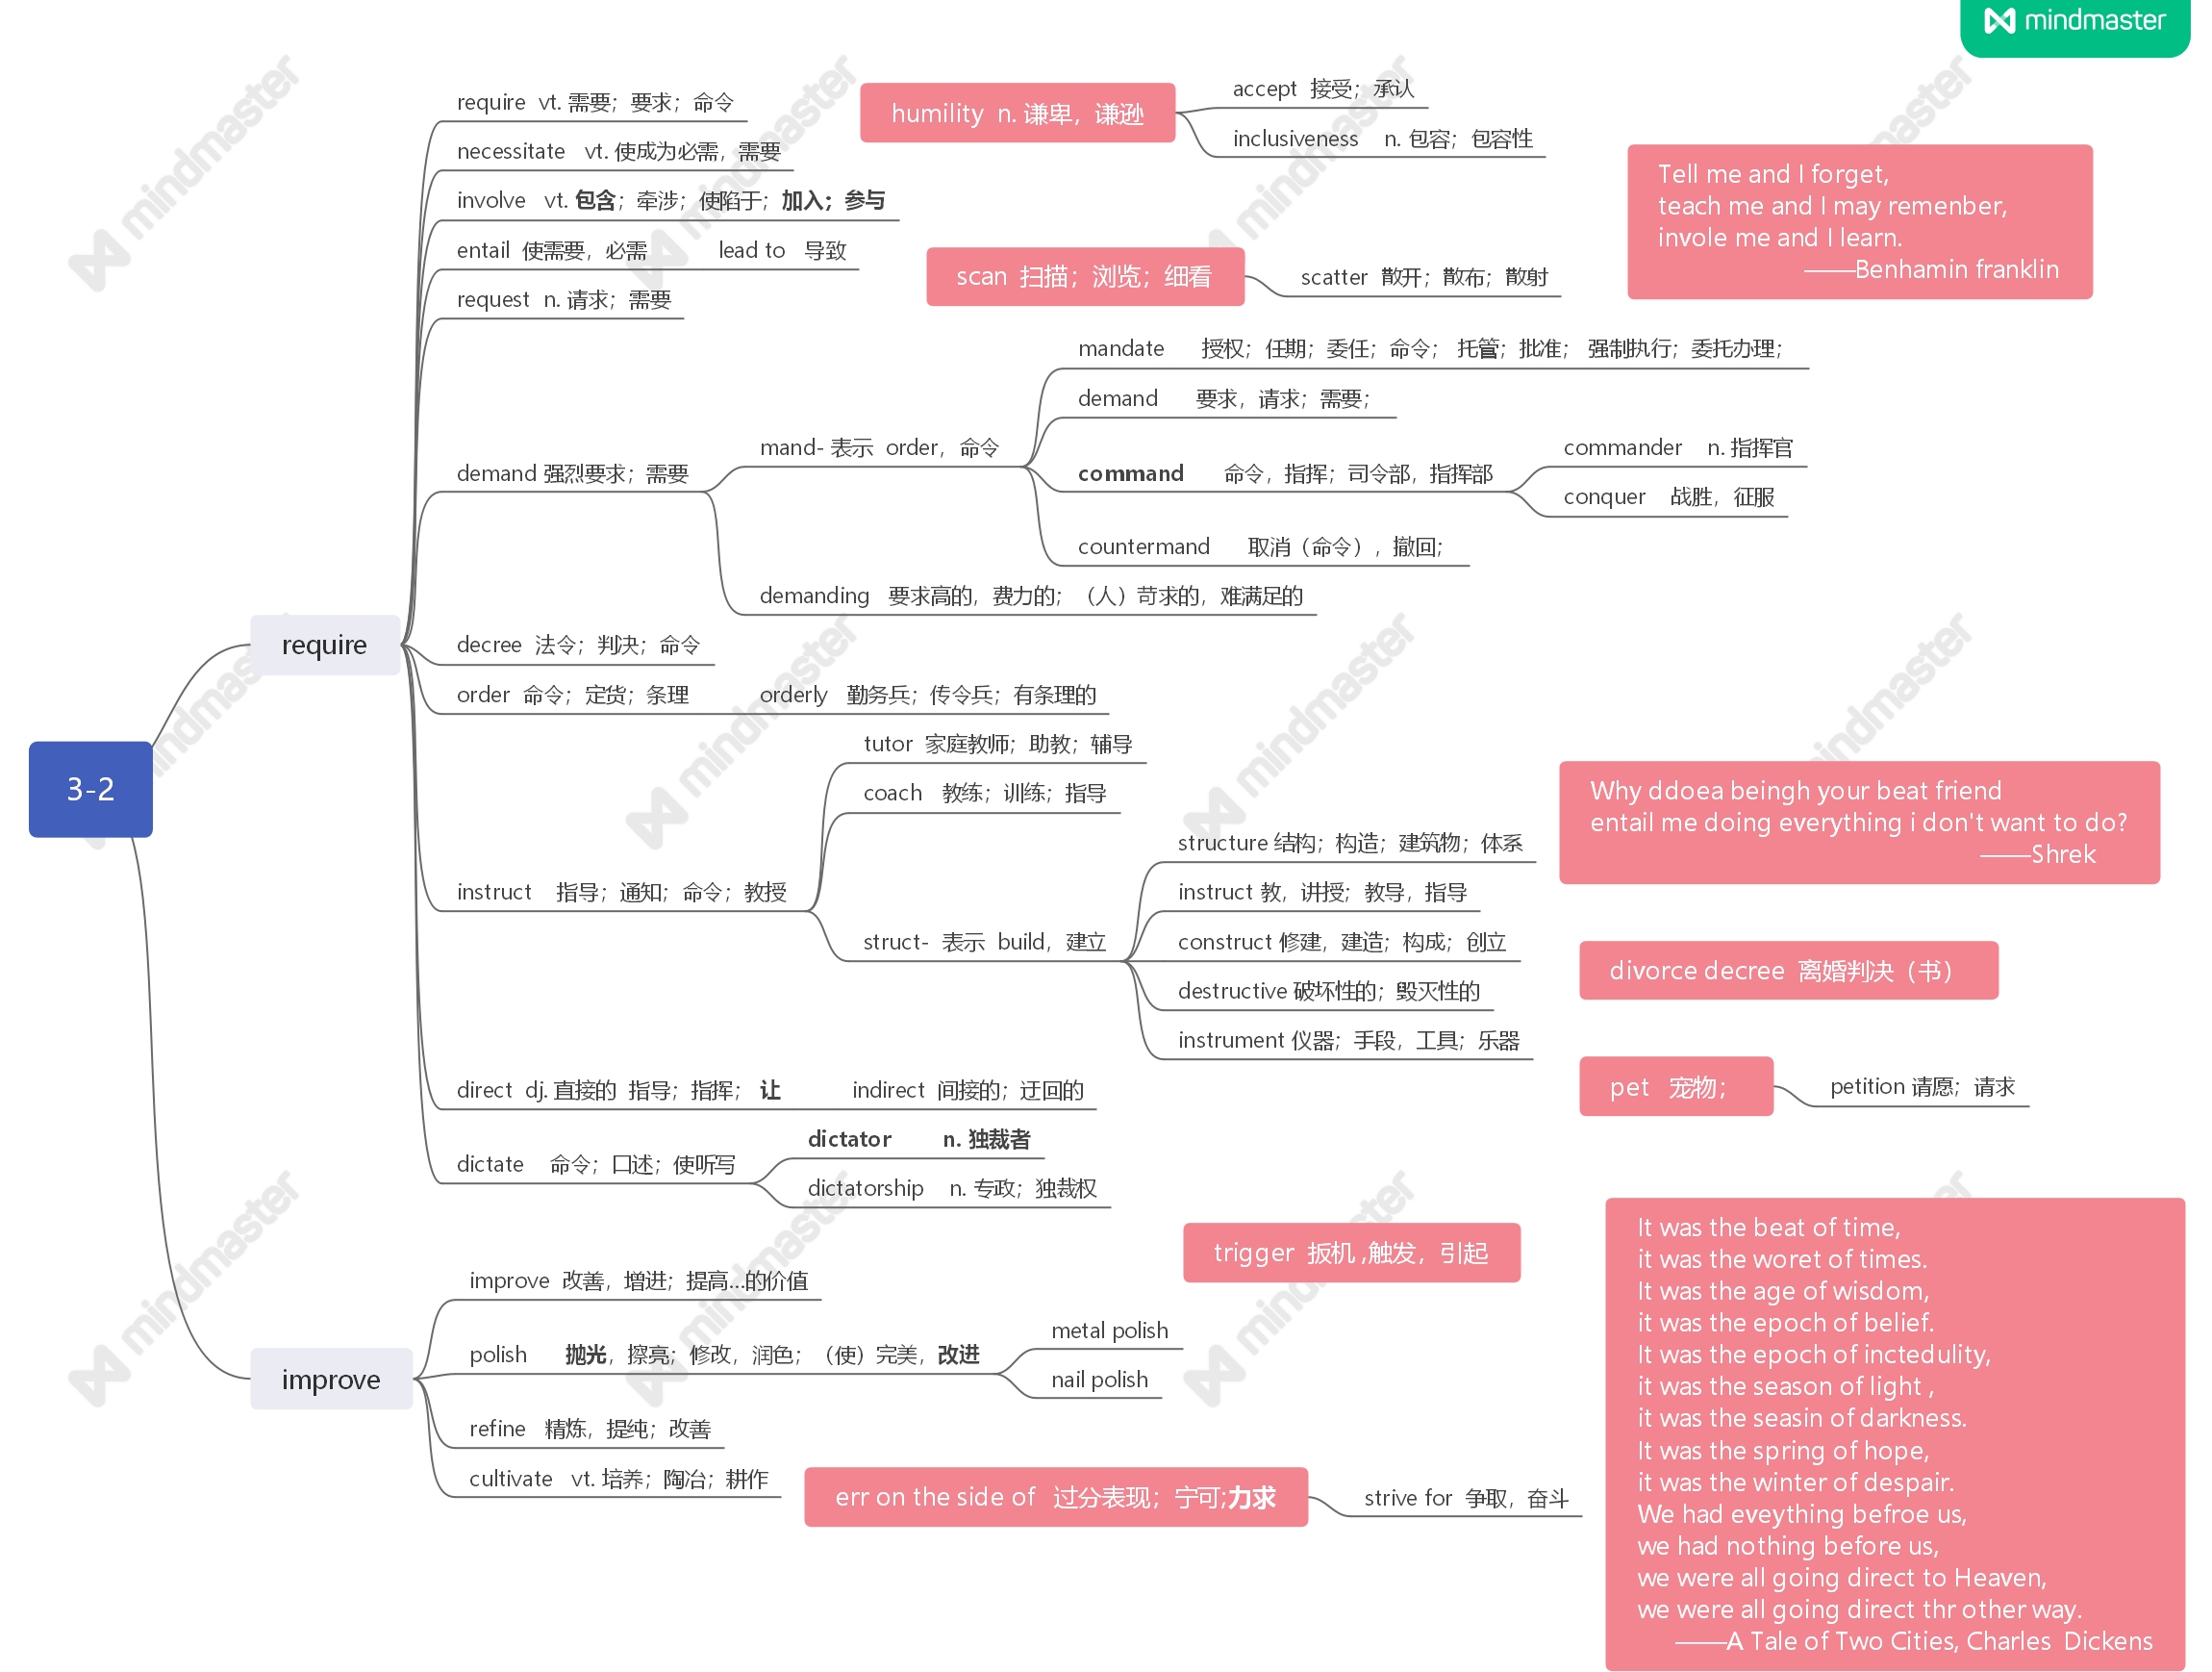 mindmaster
3-2
require
require vt. 需要；要求；命令
necessitate vt. 使成为必需，需要
involve vt. 包含；牵涉；使陷于；加入；参与
entail 使需要，必需 lead to 导致
request n. 请求；需要
demand 强烈要求；需要
mand- 表示 order，命令
mandate 授权；任期；委任；命令； 托管；批准； 强制执行；委托办理；
demand 要求，请求；需要；
command 命令，指挥；司令部，指挥部
commander n. 指挥官
conquer 战胜，征服
countermand 取消（命令），撤回；
demanding 要求高的，费力的；（人）苛求的，难满足的
decree 法令；判决；命令
order 命令；定货；条理 orderly 勤务兵；传令兵；有条理的
instruct 指导；通知；命令；教授
tutor 家庭教师；助教；辅导
coach 教练；训练；指导
struct- 表示 build，建立
structure 结构；构造；建筑物；体系
instruct 教，讲授；教导，指导
construct 修建，建造；构成；创立
destructive 破坏性的；毁灭性的
instrument 仪器；手段，工具；乐器
direct dj. 直接的 指导；指挥； 让 indirect 间接的；迂回的
dictate 命令；口述；使听写
dictator n. 独裁者
dictatorship n. 专政；独裁权
improve
improve 改善，增进；提高...的价值
polish 抛光，擦亮；修改，润色；（使）完美，改进
metal polish
nail polish
refine 精炼，提纯；改善
cultivate vt. 培养；陶冶；耕作
humility n. 谦卑，谦逊
accept 接受；承认
inclusiveness n. 包容；包容性
scan 扫描；浏览；细看
scatter 散开；散布；散射
Tell me and I forget,
teach me and I may remenber,
invole me and I learn.
——Benhamin franklin
Why ddoea beingh your beat friend
entail me doing everything i don't want to do?
——Shrek
divorce decree 离婚判决（书）
pet 宠物；
petition 请愿；请求
trigger 扳机 ,触发，引起
err on the side of 过分表现；宁可;力求
strive for 争取，奋斗
It was the beat of time,
it was the woret of times.
It was the age of wisdom,
it was the epoch of belief.
It was the epoch of inctedulity,
it was the season of light ,
it was the seasin of darkness.
It was the spring of hope,
it was the winter of despair.
We had eveything befroe us,
we had nothing before us,
we were all going direct to Heaven,
we were all going direct thr other way.
——A Tale of Two Cities, Charles Dickens